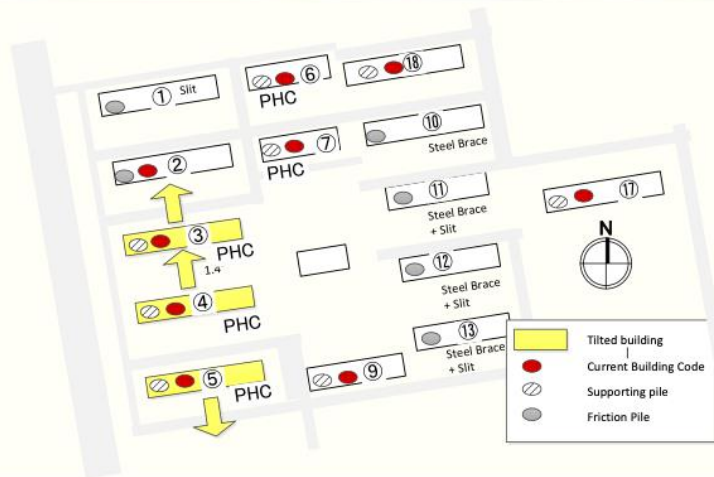 ① Slit
⑥
PHC
⑱
②
⑦
PHC
⑩
Steel Brace
③
PHC
1.4
⑪
Steel Brace
+ Slit
⑰
N
④
PHC
⑫
Steel Brace
+ Slit
⑤
PHC
⑨
⑬
Steel Brace
+ Slit
Tilted building
Current Building Code
Supporting pile
Friction Pile